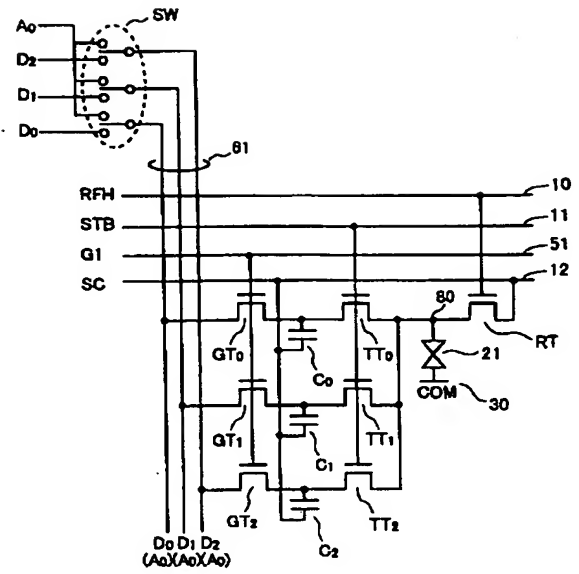 SW
A0
D2
D1
D0
61
RFH
10
STB
11
G1
51
SC
12
80
GT0
TT0
RT
C0
21
COM
30
GT1
TT1
C1
GT2
TT2
C2
D0 D1 D2
(A0)(A0)(A0)